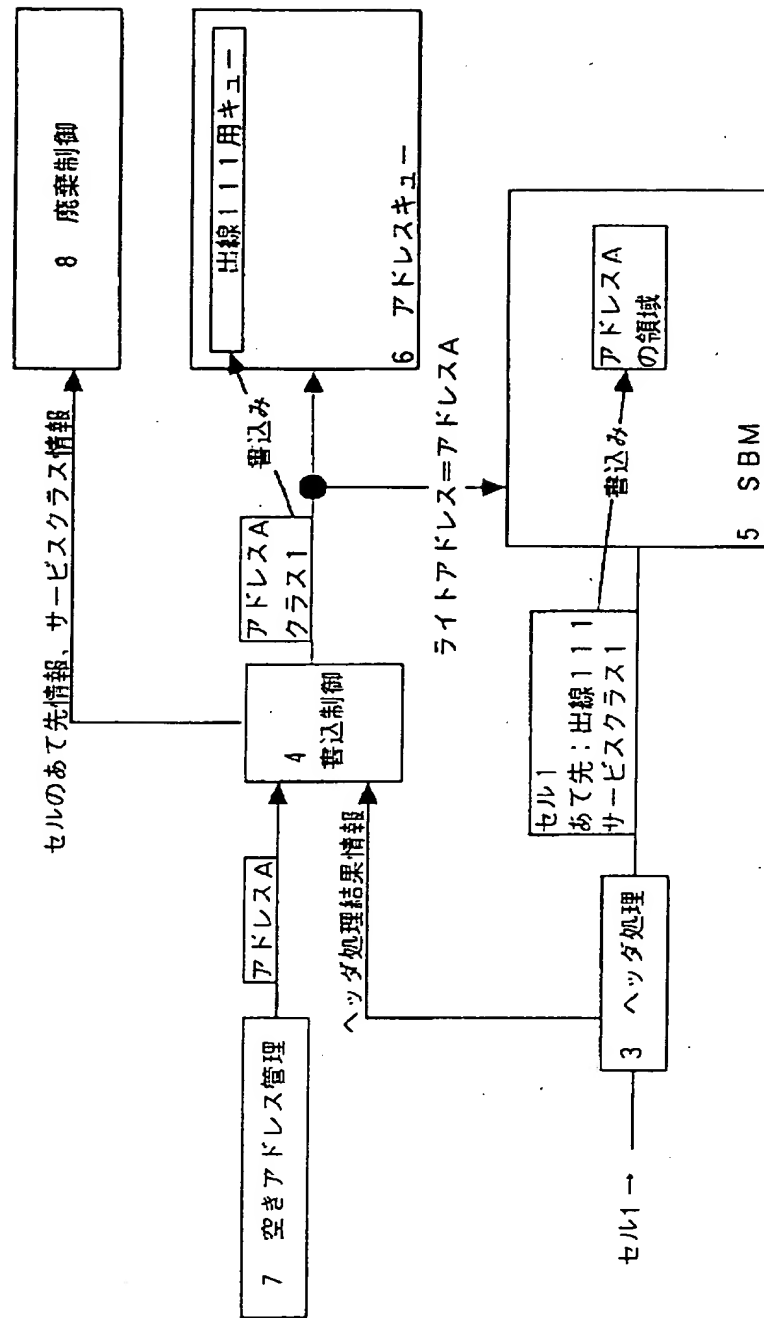 8 廃棄制御
セルのあて先情報、サービスクラス情報
7 空きアドレス管理
アドレスA
4
書込制御
アドレスA
クラス1
書込み
出線111用キュー
6 アドレスキュー
ヘッダ処理結果情報
ライトアドレス=アドレスA
セル1→
3 ヘッダ処理
セル1
あて先:出線111
サービスクラス1
書込み
アドレスA
の領域
5 SBM